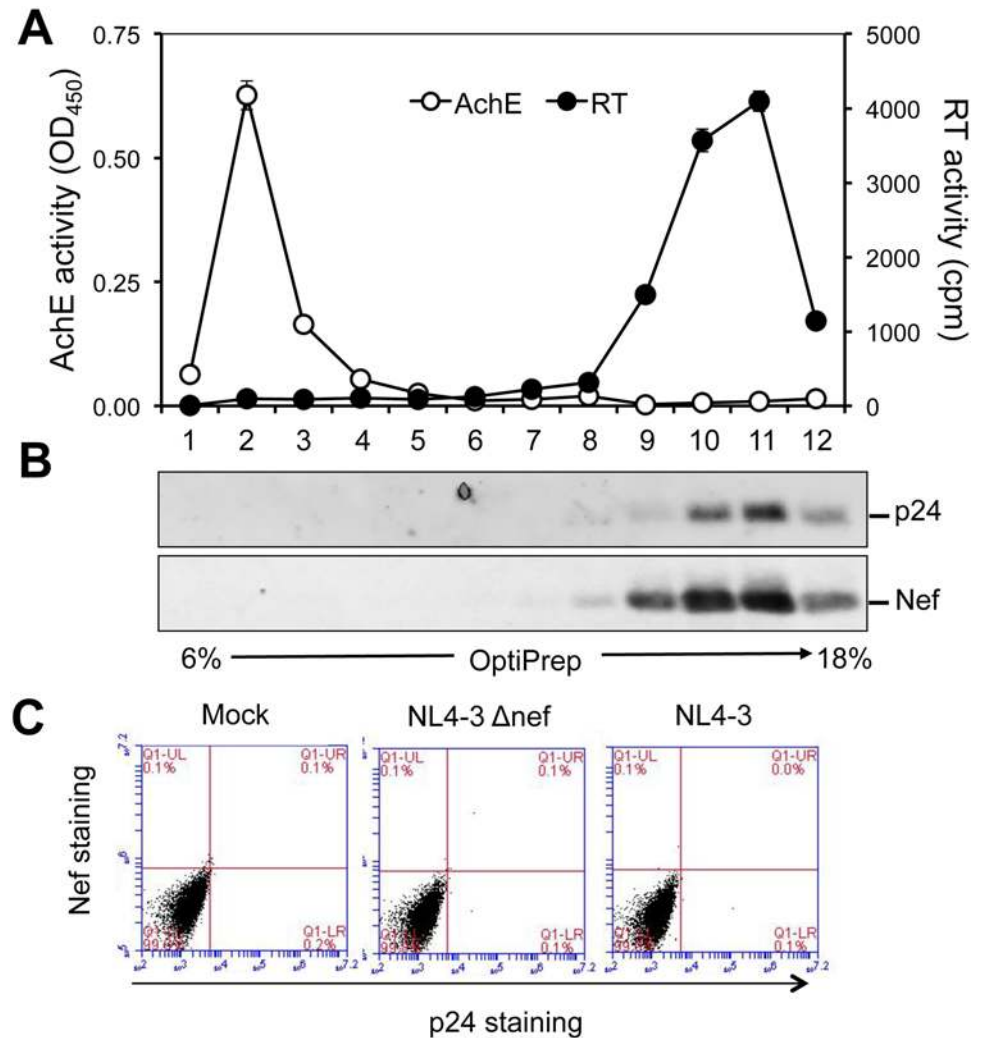 A
0.75
0.50
0.25
0.00
AchE activity (OD450)
AchE
RT
5000
4000
3000
2000
1000
0
RT activity (cpm)
1 2 3 4 5 6 7 8 9 10 11 12
B
p24
Nef
6% OptiPrep 18%
C
Mock
NL4-3 Δnef
NL4-3
Nef staining
Q1-UL
0.1%
Q1-UR
0.1%
Q1-LR
0.2%
Q1-UL
0.1%
Q1-UR
0.1%
Q1-LR
0.1%
Q1-UL
0.1%
Q1-UR
0.0%
Q1-LR
0.1%
p24 staining